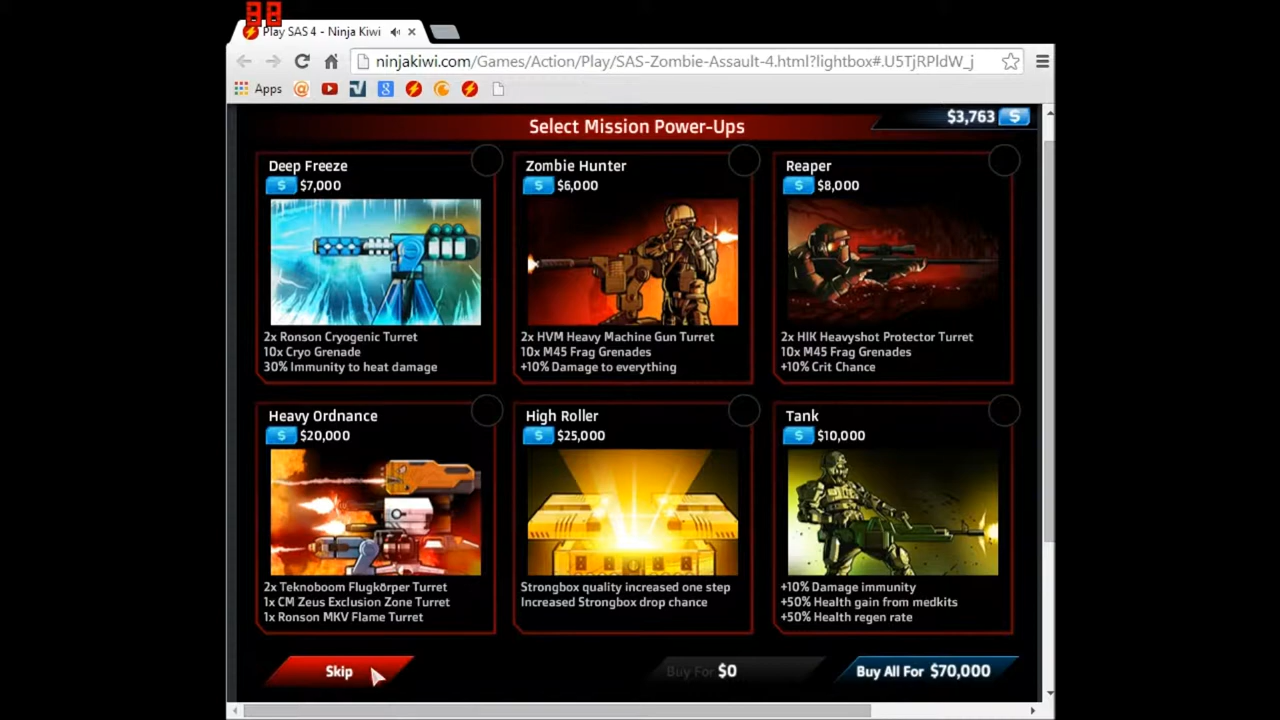 88
Play SAS 4 - Ninja Kiwi
ninjakiwi.com/Games/Action/Play/SAS-Zombie-Assault-4.html?lightbox#.U5TjRPldW_j
Apps
$3,763
Select Mission Power-Ups
Deep Freeze
$7,000
2x Ronson Cryogenic Turret
10x Cryo Grenade
30% Immunity to heat damage
Zombie Hunter
$6,000
2x HVM Heavy Machine Gun Turret
10x M45 Frag Grenades
+10% Damage to everything
Reaper
$8,000
2x HIK Heavyshot Protector Turret
10x M45 Frag Grenades
+10% Crit Chance
Heavy Ordnance
$20,000
2x Teknoboom Flugkörper Turret
1x CM Zeus Exclusion Zone Turret
1x Ronson MKV Flame Turret
High Roller
$25,000
Strongbox quality increased one step
Increased Strongbox drop chance
Tank
$10,000
+10% Damage immunity
+50% Health gain from medkits
+50% Health regen rate
Skip
Buy For $0
Buy All For $70,000